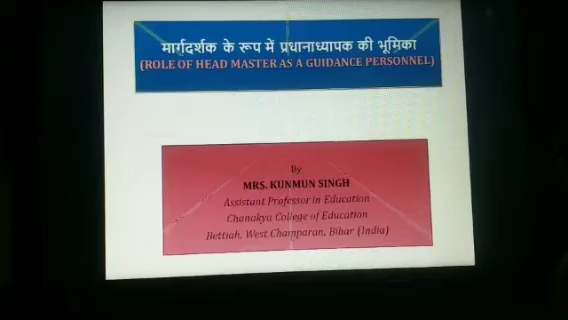 मार्गदर्शक के रूप में प्रधानाध्यापक की भूमिका
(ROLE OF HEAD MASTER AS A GUIDANCE PERSONNEL)
By
MRS. KUNMUN SINGH
Assistant Professor in Education
Chanakya College of Education
Bettiah, West Champaran, Bihar (India)